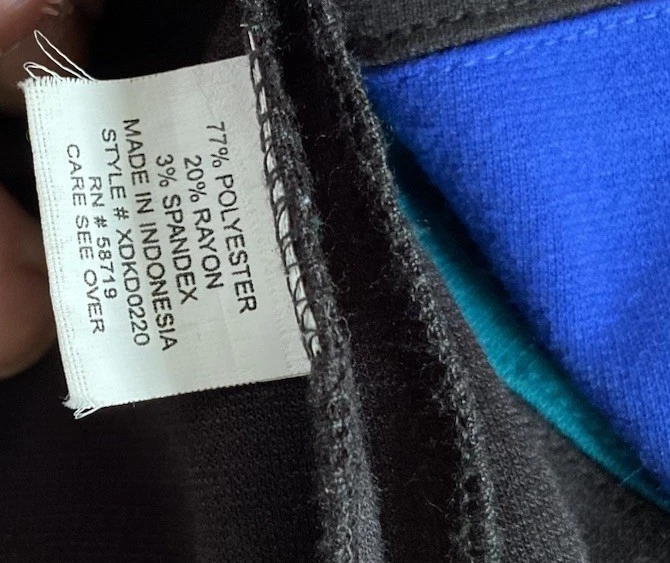 77% POLYESTER
20% RAYON
3% SPANDEX
MADE IN INDONESIA
STYLE # XDKD0220
RN # 58719
CARE SEE OVER